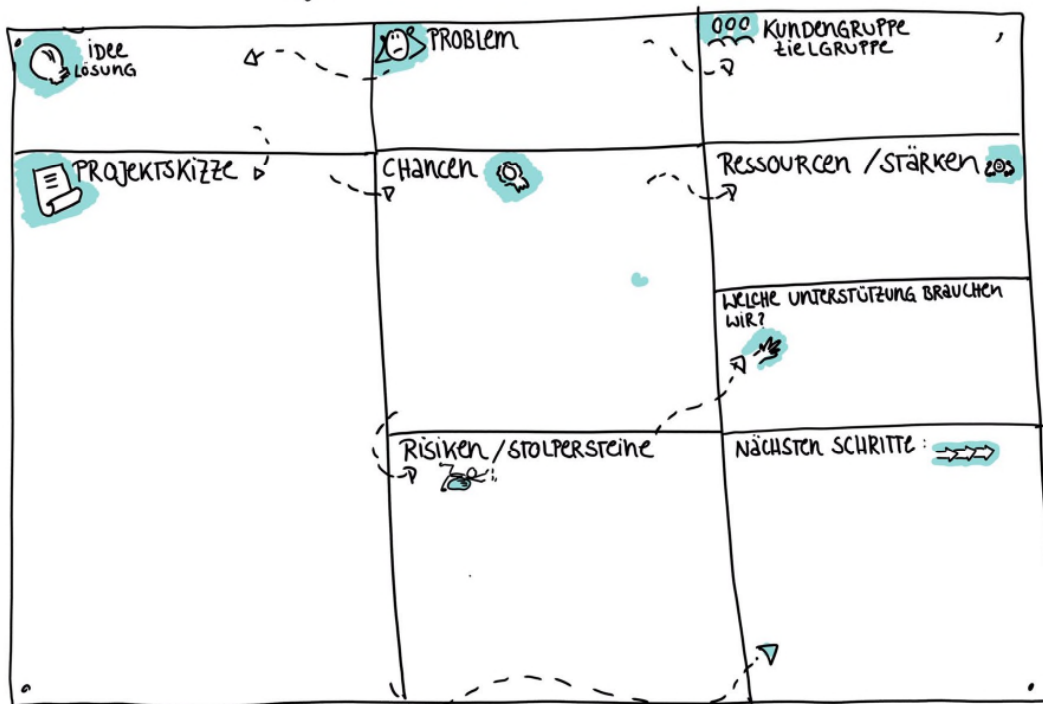 iDEE
LÖSUNG
PROBLEM
KUNDENGRUPPE
ZIELGRUPPE
PROJEKTSKIZZE
CHANCEN
RESSOURCEN / STÄRKEN
WELCHE UNTERSTÜTZUNG BRAUCHEN
WIR?
RISIKEN / STOLPERSTEINE
NÄCHSTEN SCHRITTE :